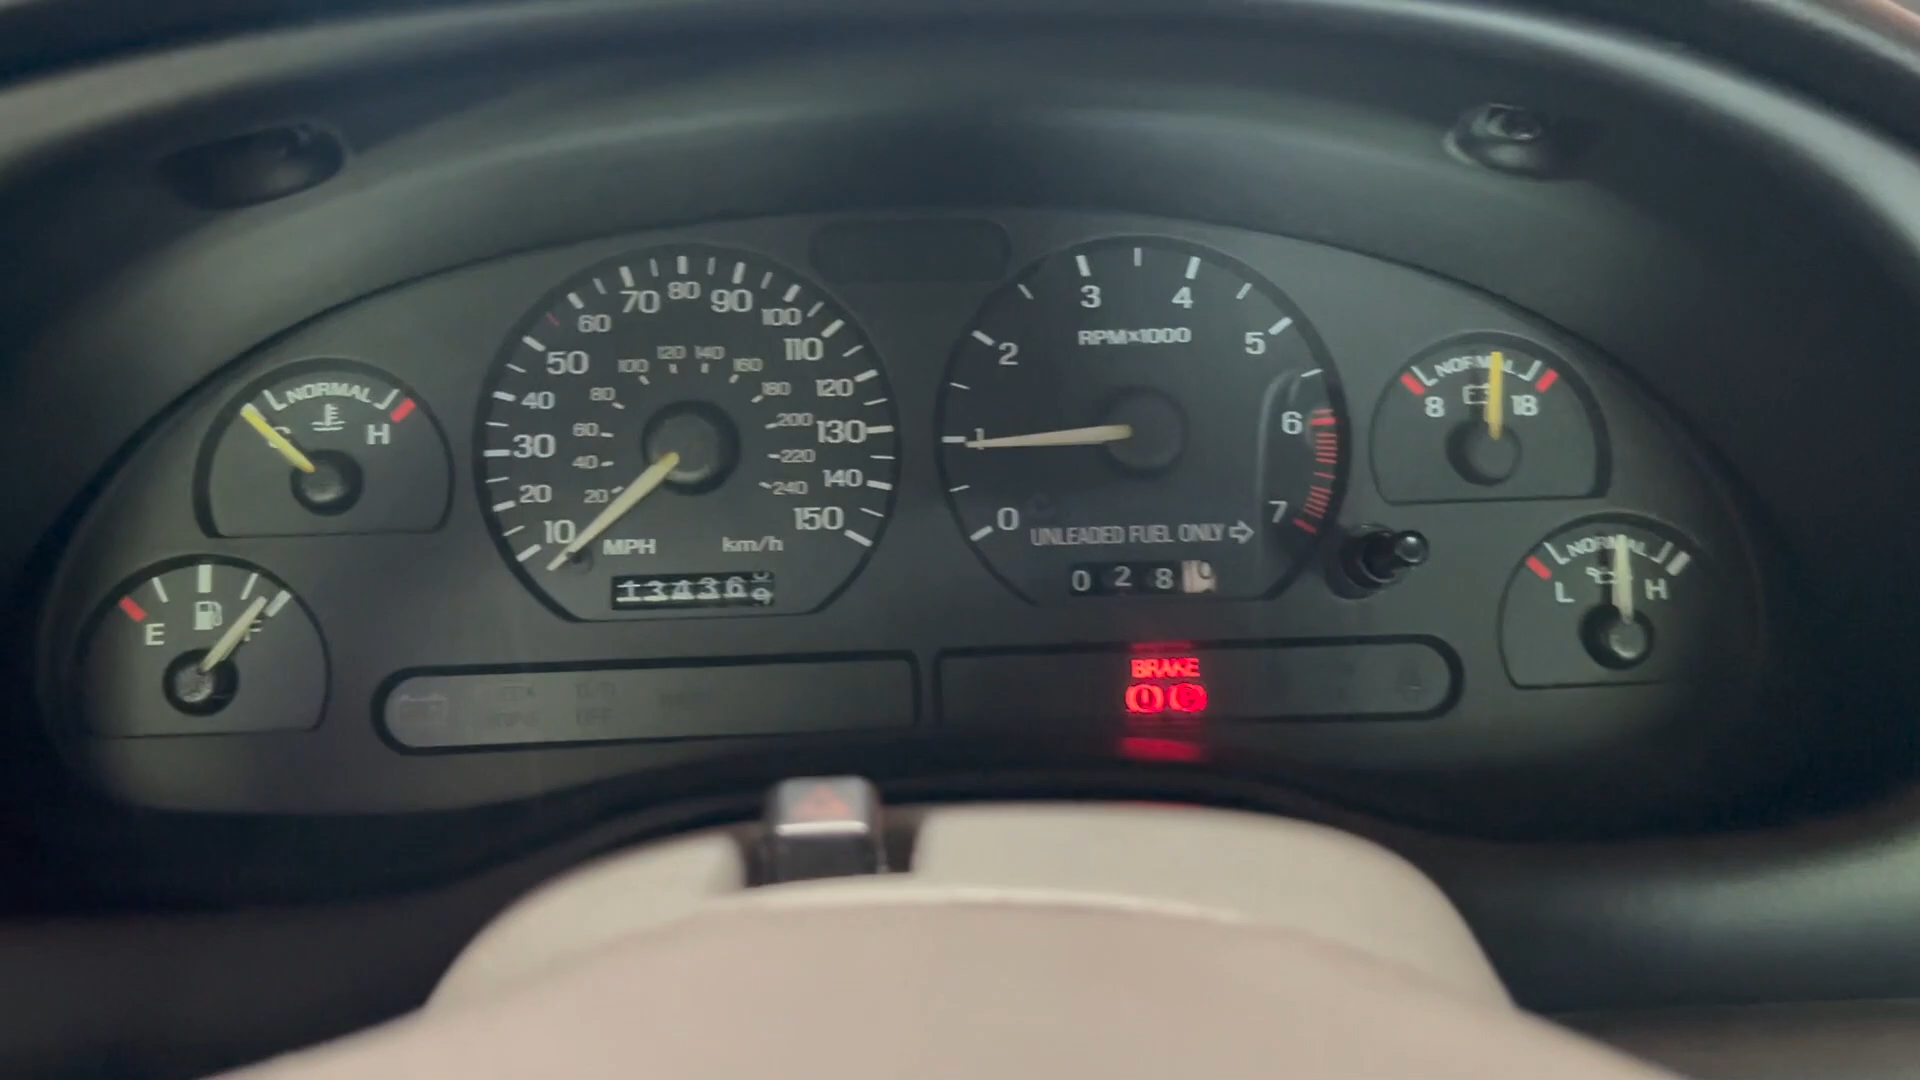 NORMAL
C H
E F
10 20 30 40 50 60 70 80 90 100 110 120 130 140 150
20 40 60 80 100 120 140 160 180 200 220 240
MPH km/h
13436
0 1 2 3 4 5 6 7
RPM×1000
UNLEADED FUEL ONLY
0 2 8
NORMAL
8 18
NORMAL
L H
O/D
OFF
BRAKE